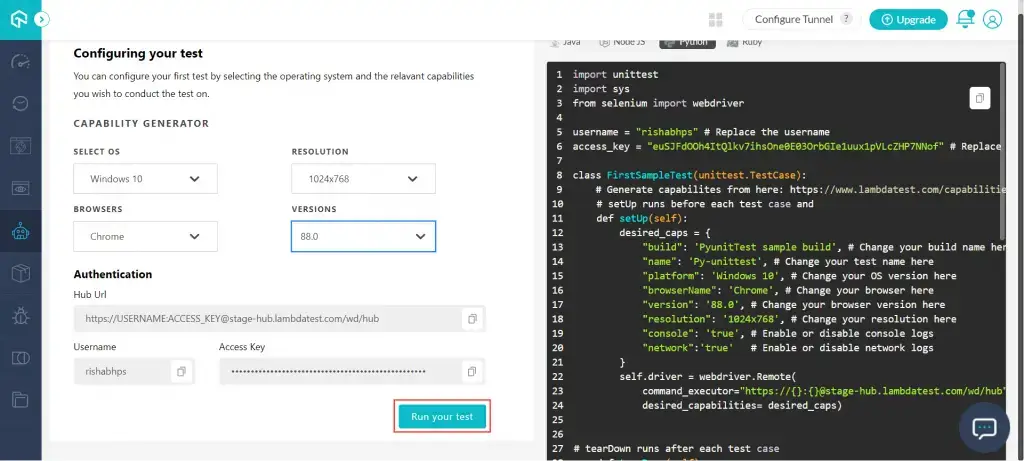 Configure Tunnel ?
Upgrade
Configuring your test
You can configure your first test by selecting the operating system and the relavant capabilities
you wish to conduct the test on.
CAPABILITY GENERATOR
SELECT OS
RESOLUTION
Windows 10
1024x768
BROWSERS
VERSIONS
Chrome
88.0
Authentication
Hub Url
https://USERNAME:ACCESS_KEY@stage-hub.lambdatest.com/wd/hub
Username
Access Key
rishabhps
••••••••••••••••••••••••••••••••••••••••••••••••••
Run your test
Java
Node JS
Python
Ruby
1 import unittest
2 import sys
3 from selenium import webdriver
4
5 username = "rishabhps" # Replace the username
6 access_key = "euSJFdOOh4ItQlkv7ihsOne0E03OrbGIe1uux1pVLcZHP7NNof" # Replace
7
8 class FirstSampleTest(unittest.TestCase):
9 # Generate capabilites from here: https://www.lambdatest.com/capabilitie
10 # setUp runs before each test case and
11 def setUp(self):
12 desired_caps = {
13 "build": 'PyunitTest sample build', # Change your build name her
14 "name": 'Py-unittest', # Change your test name here
15 "platform": 'Windows 10', # Change your OS version here
16 "browserName": 'Chrome', # Change your browser here
17 "version": '88.0', # Change your browser version here
18 "resolution": '1024x768', # Change your resolution here
19 "console": 'true', # Enable or disable console logs
20 "network":'true' # Enable or disable network logs
21 }
22 self.driver = webdriver.Remote(
23 command_executor="https://{}:{}@stage-hub.lambdatest.com/wd/hub"
24 desired_capabilities= desired_caps)
25
26
27 # tearDown runs after each test case